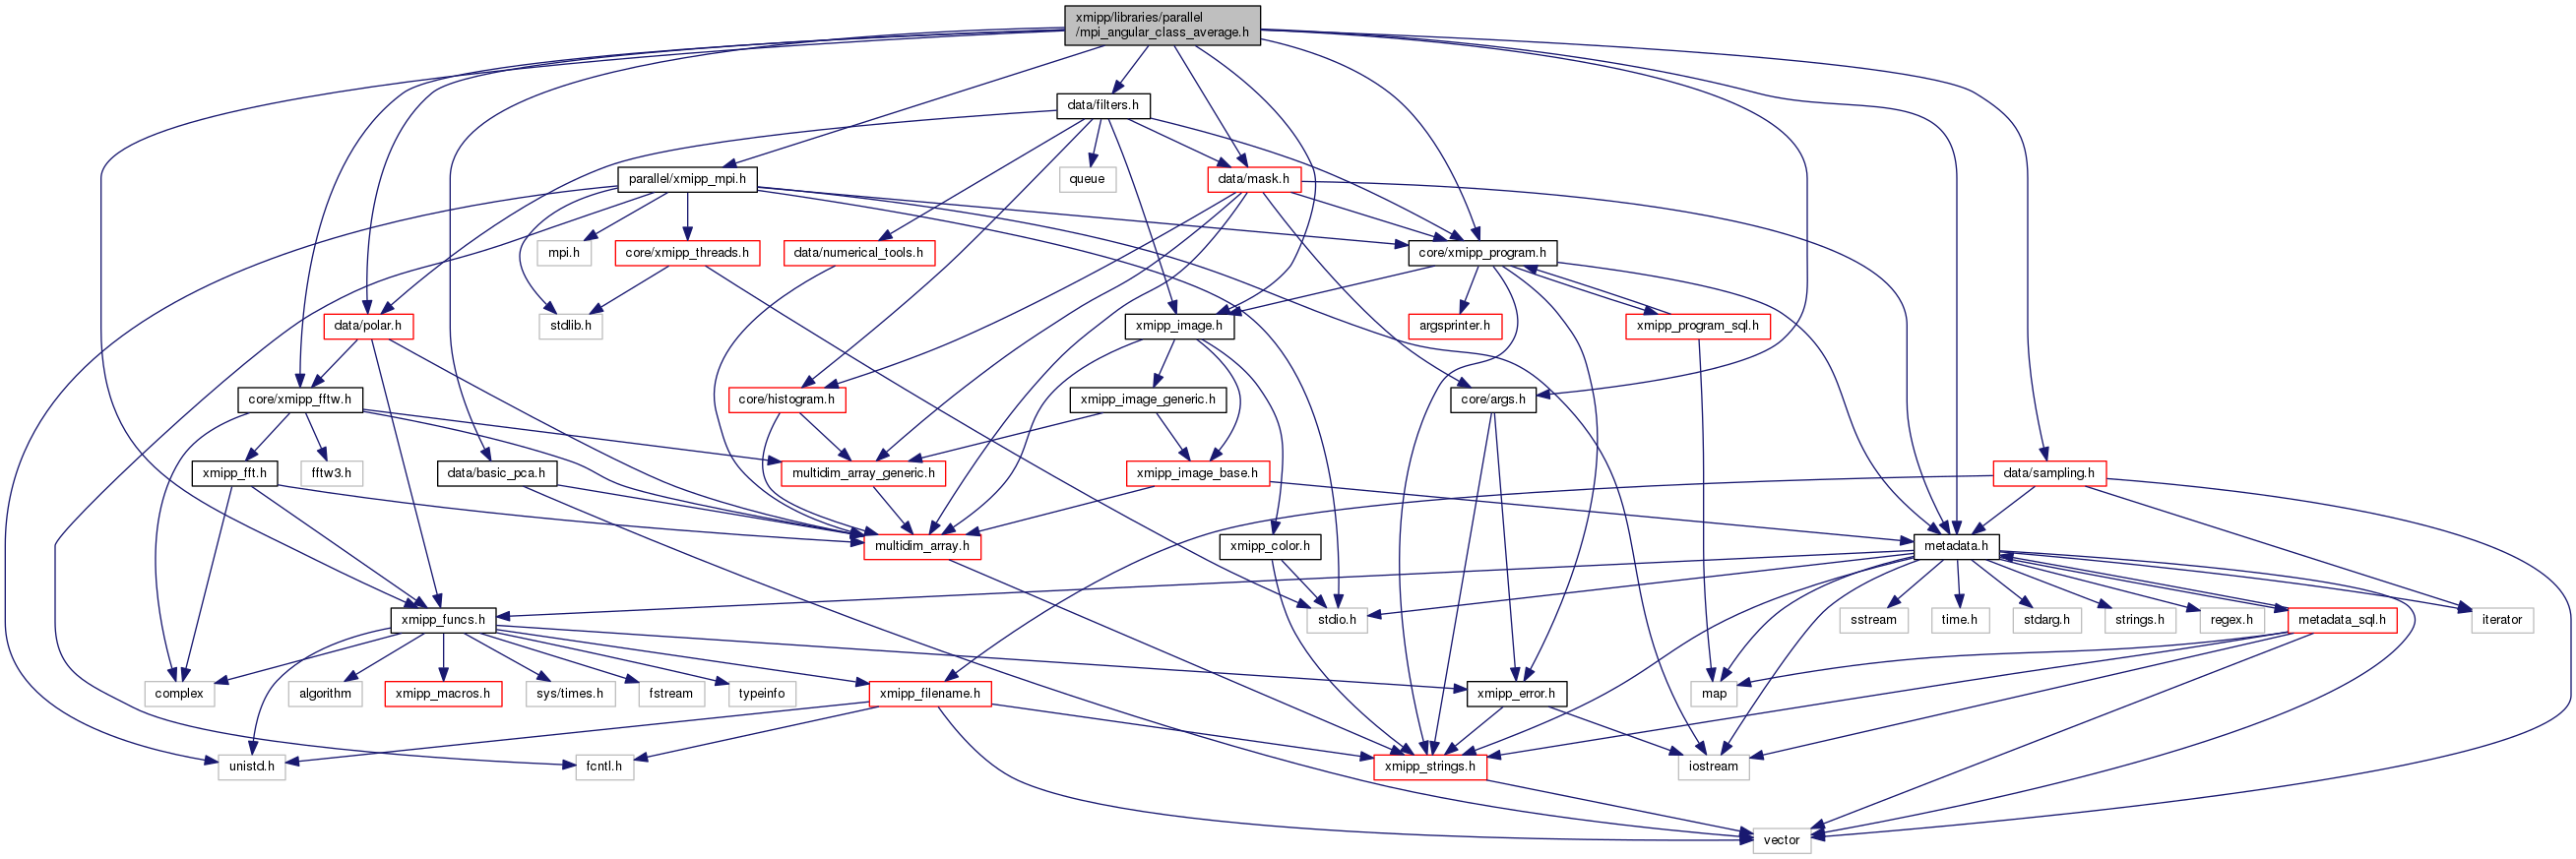 xmipp/libraries/parallel
/mpi_angular_class_average.h
data/filters.h
parallel/xmipp_mpi.h
queue
data/mask.h
mpi.h
core/xmipp_threads.h
data/numerical_tools.h
core/xmipp_program.h
data/polar.h
stdlib.h
xmipp_image.h
argsprinter.h
xmipp_program_sql.h
core/xmipp_fftw.h
core/histogram.h
xmipp_image_generic.h
core/args.h
xmipp_fft.h
fftw3.h
data/basic_pca.h
multidim_array_generic.h
xmipp_image_base.h
data/sampling.h
multidim_array.h
xmipp_color.h
metadata.h
xmipp_funcs.h
stdio.h
sstream
time.h
stdarg.h
strings.h
regex.h
metadata_sql.h
iterator
complex
algorithm
xmipp_macros.h
sys/times.h
fstream
typeinfo
xmipp_filename.h
xmipp_error.h
map
unistd.h
fcntl.h
xmipp_strings.h
iostream
vector